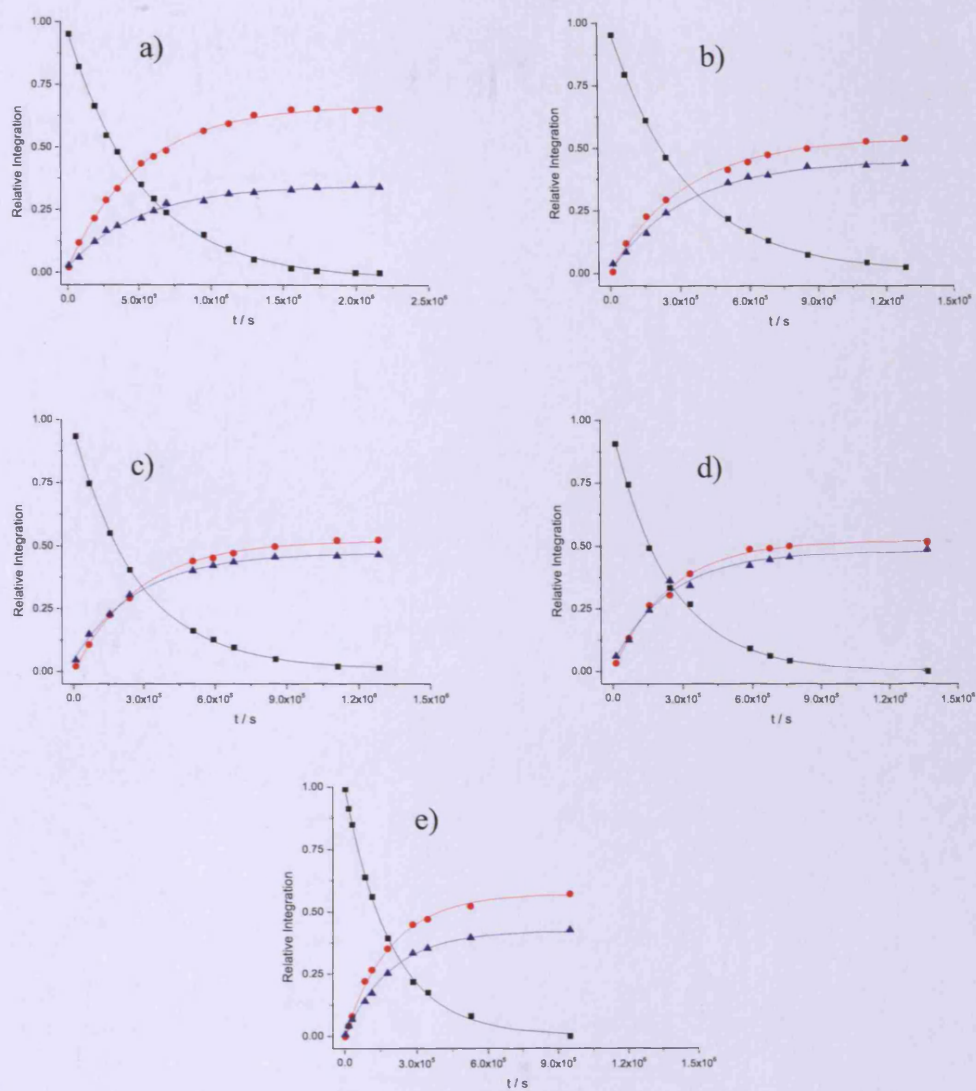 a)
1.00
0.75
0.50
0.25
0.00
Relative Integration
0.0 5.0x10⁵ 1.0x10⁶ 1.5x10⁶ 2.0x10⁶ 2.5x10⁶
t / s
b)
1.00
0.75
0.50
0.25
0.00
Relative Integration
0.0 3.0x10⁵ 6.0x10⁵ 9.0x10⁵ 1.2x10⁶ 1.5x10⁶
t / s
c)
1.00
0.75
0.50
0.25
0.00
Relative Integration
0.0 3.0x10⁵ 6.0x10⁵ 9.0x10⁵ 1.2x10⁶ 1.5x10⁶
t / s
d)
1.00
0.75
0.50
0.25
0.00
Relative Integration
0.0 3.0x10⁵ 6.0x10⁵ 9.0x10⁵ 1.2x10⁶ 1.5x10⁶
t / s
e)
1.00
0.75
0.50
0.25
0.00
Relative Integration
0.0 3.0x10⁵ 6.0x10⁵ 9.0x10⁵ 1.2x10⁶ 1.5x10⁶
t / s